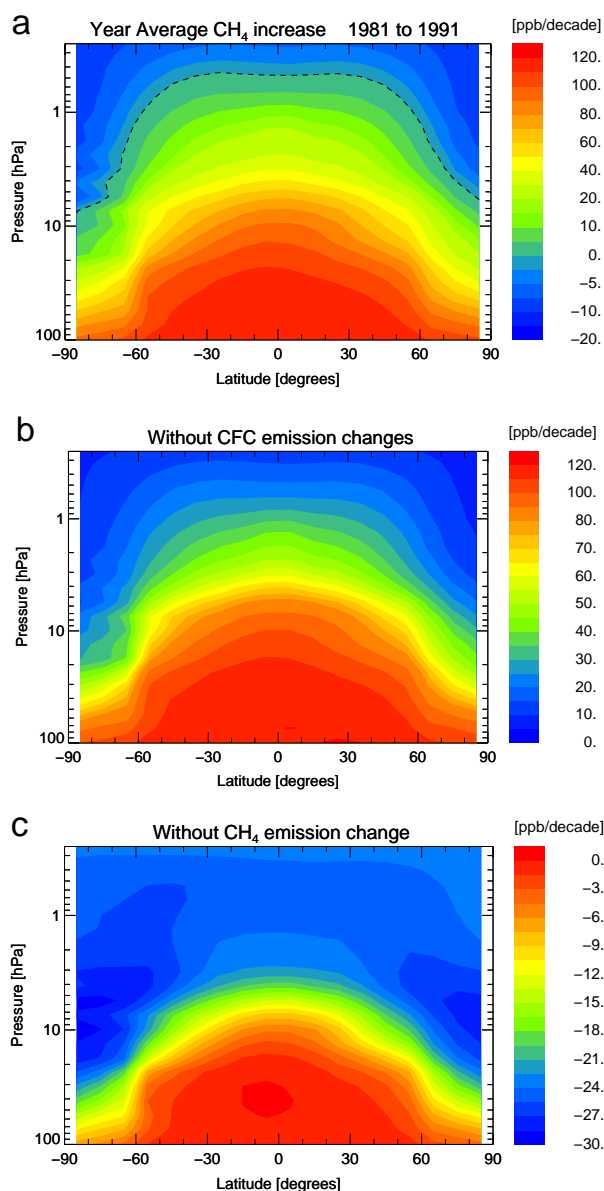 a
Year Average CH4 increase 1981 to 1991
[ppb/decade]
Pressure [hPa]
1
10
100
−90 −60 −30 0 30 60 90
Latitude [degrees]
120.
100.
80.
60.
40.
20.
0.
−5.
−10.
−20.
b
Without CFC emission changes
[ppb/decade]
Pressure [hPa]
1
10
100
−90 −60 −30 0 30 60 90
Latitude [degrees]
120.
100.
80.
70.
60.
50.
40.
30.
20.
10.
0.
c
Without CH4 emission change
[ppb/decade]
Pressure [hPa]
1
10
100
−90 −60 −30 0 30 60 90
Latitude [degrees]
0.
−3.
−6.
−9.
−12.
−15.
−18.
−21.
−24.
−27.
−30.